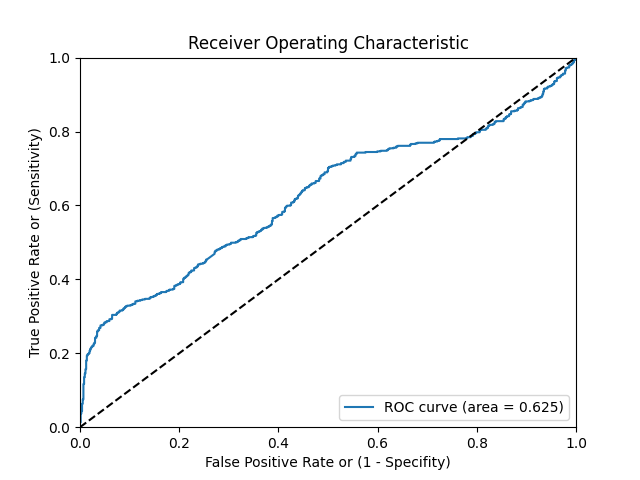 Receiver Operating Characteristic
1.0
0.8
0.6
0.4
0.2
0.0
True Positive Rate or (Sensitivity)
ROC curve (area = 0.625)
0.0 0.2 0.4 0.6 0.8 1.0
False Positive Rate or (1 - Specifity)